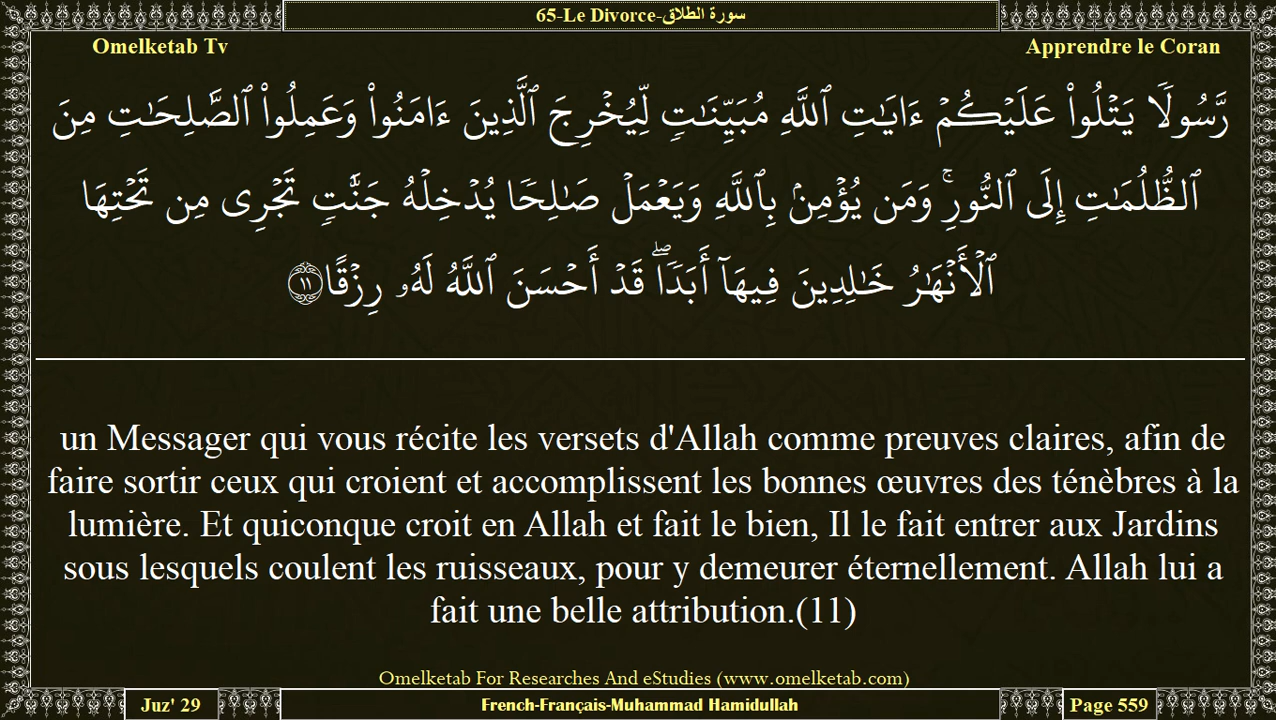 65-Le Divorce-سورة الطلاق
Omelketab Tv
Apprendre le Coran
رَّسُولٗا يَتۡلُواْ عَلَيۡكُمۡ ءَايَٰتِ ٱللَّهِ مُبَيِّنَٰتٖ لِّيُخۡرِجَ ٱلَّذِينَ ءَامَنُواْ وَعَمِلُواْ ٱلصَّٰلِحَٰتِ مِنَ
ٱلظُّلُمَٰتِ إِلَى ٱلنُّورِۚ وَمَن يُؤۡمِنۢ بِٱللَّهِ وَيَعۡمَلۡ صَٰلِحٗا يُدۡخِلۡهُ جَنَّٰتٖ تَجۡرِي مِن تَحۡتِهَا
ٱلۡأَنۡهَٰرُ خَٰلِدِينَ فِيهَآ أَبَدٗاۖ قَدۡ أَحۡسَنَ ٱللَّهُ لَهُۥ رِزۡقًا ١١
un Messager qui vous récite les versets d'Allah comme preuves claires, afin de
faire sortir ceux qui croient et accomplissent les bonnes œuvres des ténèbres à la
lumière. Et quiconque croit en Allah et fait le bien, Il le fait entrer aux Jardins
sous lesquels coulent les ruisseaux, pour y demeurer éternellement. Allah lui a
fait une belle attribution.(11)
Omelketab For Researches And eStudies (www.omelketab.com)
Juz' 29
French-Français-Muhammad Hamidullah
Page 559